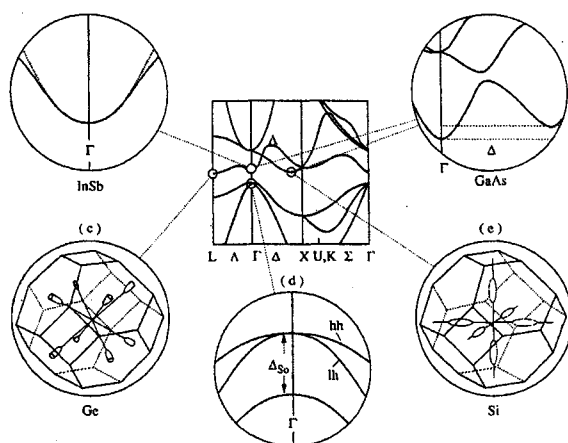 Γ
InSb
Γ
Δ
GaAs
Δ
L Λ Γ Δ X U,K Σ Γ
(c)
Ge
(d)
hh
lh
Δso
Γ
(e)
Si